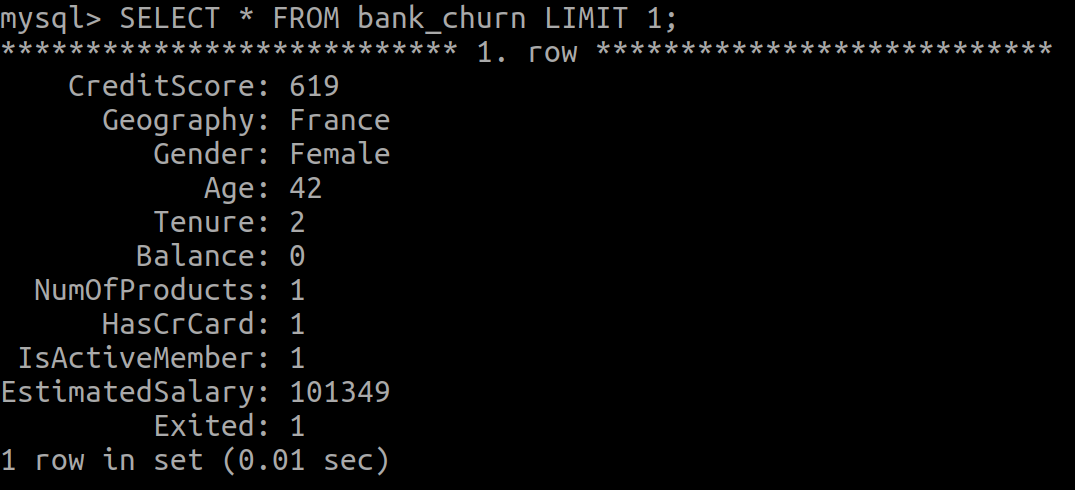 mysql> SELECT * FROM bank_churn LIMIT 1;
*************************** 1. row ***************************
CreditScore: 619
Geography: France
Gender: Female
Age: 42
Tenure: 2
Balance: 0
NumOfProducts: 1
HasCrCard: 1
IsActiveMember: 1
EstimatedSalary: 101349
Exited: 1
1 row in set (0.01 sec)